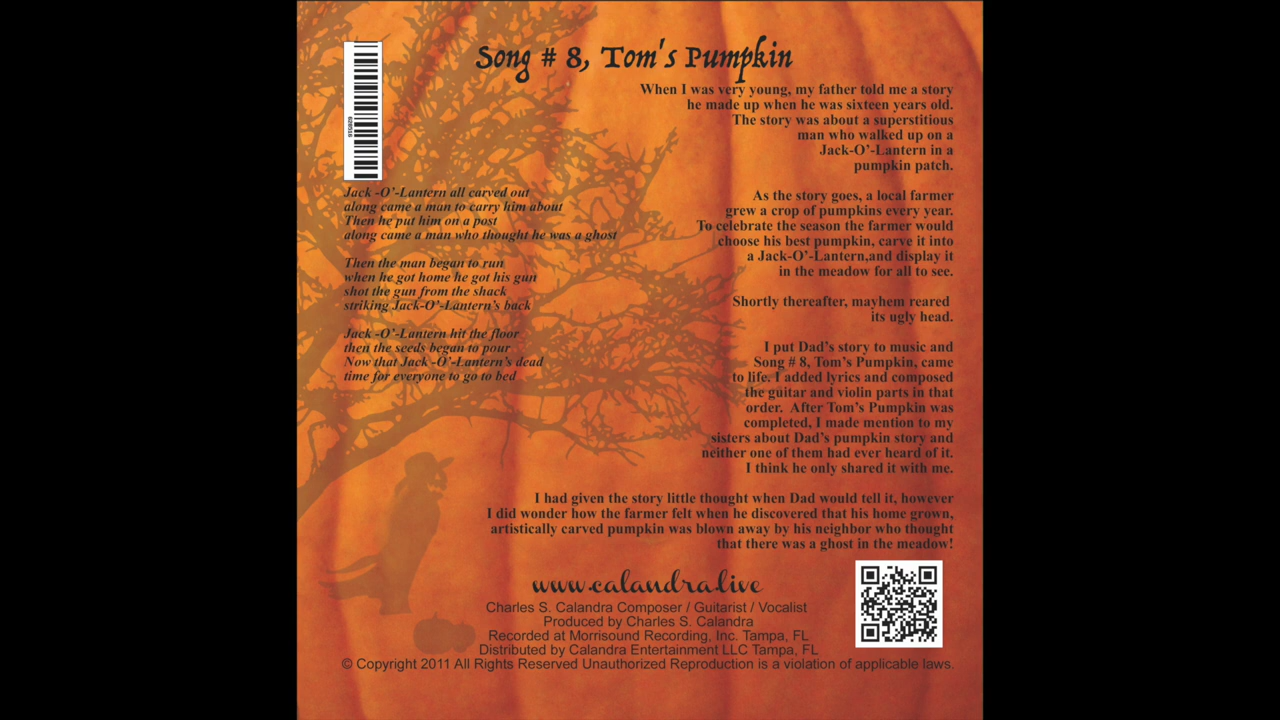 Song # 8, Tom's Pumpkin
When I was very young, my father told me a story
he made up when he was sixteen years old.
The story was about a superstitious
man who walked up on a
Jack-O’-Lantern in a
pumpkin patch.
As the story goes, a local farmer
grew a crop of pumpkins every year.
To celebrate the season the farmer would
choose his best pumpkin, carve it into
a Jack-O’-Lantern,and display it
in the meadow for all to see.
Shortly thereafter, mayhem reared
its ugly head.
I put Dad’s story to music and
Song # 8, Tom’s Pumpkin, came
to life. I added lyrics and composed
the guitar and violin parts in that
order. After Tom’s Pumpkin was
completed, I made mention to my
sisters about Dad’s pumpkin story and
neither one of them had ever heard of it.
I think he only shared it with me.
I had given the story little thought when Dad would tell it, however
I did wonder how the farmer felt when he discovered that his home grown,
artistically carved pumpkin was blown away by his neighbor who thought
that there was a ghost in the meadow!
Jack -O’-Lantern all carved out
along came a man to carry him about
Then he put him on a post
along came a man who thought he was a ghost
Then the man began to run
when he got home he got his gun
shot the gun from the shack
striking Jack-O’-Lantern’s back
Jack -O’-Lantern hit the floor
then the seeds began to pour
Now that Jack -O’-Lantern’s dead
time for everyone to go to bed
www.calandra.live
Charles S. Calandra Composer / Guitarist / Vocalist
Produced by Charles S. Calandra
Recorded at Morrisound Recording, Inc. Tampa, FL
Distributed by Calandra Entertainment LLC Tampa, FL
© Copyright 2011 All Rights Reserved Unauthorized Reproduction is a violation of applicable laws.